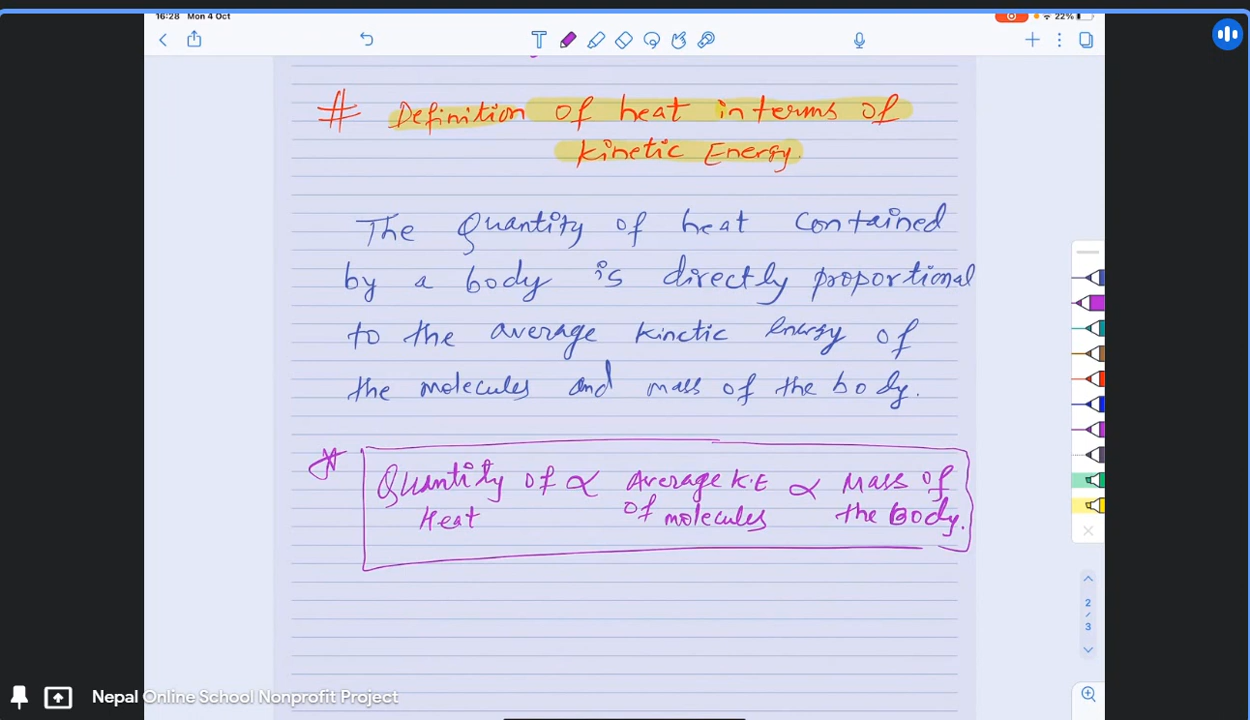 16:28 Mon 4 Oct
22%
# Definition of heat in terms of
Kinetic Energy.
The Quantity of heat contained
by a body is directly proportional
to the average kinetic energy of
the molecules and mass of the body.
Quantity of ∝ Average K.E ∝ Mass of
Heat of molecules the Body.
2
/
3
Nepal Online School Nonprofit Project